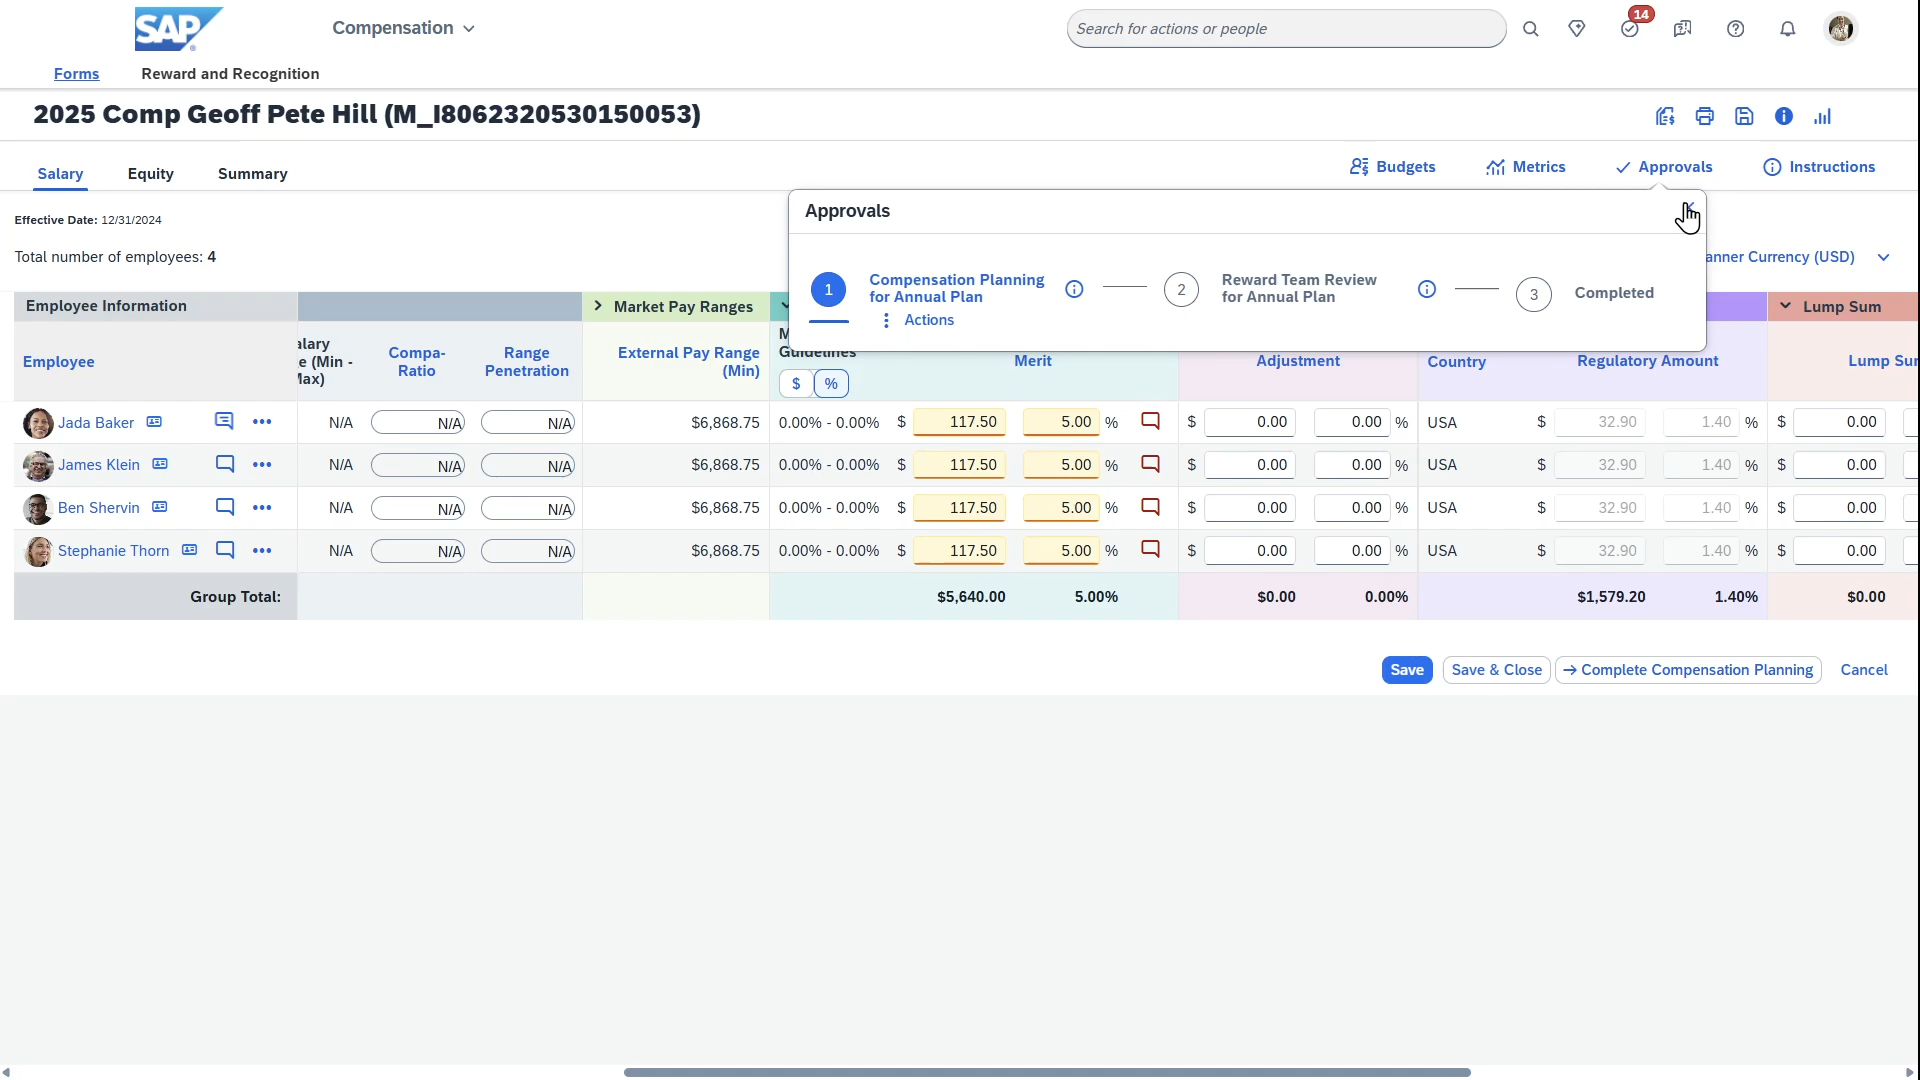 SAP
Compensation
Search for actions or people
14
Forms
Reward and Recognition
2025 Comp Geoff Pete Hill (M_I8062320530150053)
Salary
Equity
Summary
Budgets
Metrics
Approvals
Instructions
Effective Date: 12/31/2024
Total number of employees: 4
Approvals
1
Compensation Planning
for Annual Plan
Actions
2
Reward Team Review
for Annual Plan
3
Completed
anner Currency (USD)
Employee Information
Market Pay Ranges
Lump Sum
Employee
alary
e (Min -
Max)
Compa-
Ratio
Range
Penetration
External Pay Range
(Min)
Guidelines
$ %
Merit
Adjustment
Country
Regulatory Amount
Lump Sur
Jada Baker N/A N/A N/A $6,868.75 0.00% - 0.00% $ 117.50 5.00 % $ 0.00 0.00 % USA $ 32.90 1.40 % $ 0.00
James Klein N/A N/A N/A $6,868.75 0.00% - 0.00% $ 117.50 5.00 % $ 0.00 0.00 % USA $ 32.90 1.40 % $ 0.00
Ben Shervin N/A N/A N/A $6,868.75 0.00% - 0.00% $ 117.50 5.00 % $ 0.00 0.00 % USA $ 32.90 1.40 % $ 0.00
Stephanie Thorn N/A N/A N/A $6,868.75 0.00% - 0.00% $ 117.50 5.00 % $ 0.00 0.00 % USA $ 32.90 1.40 % $ 0.00
Group Total: $5,640.00 5.00% $0.00 0.00% $1,579.20 1.40% $0.00
Save
Save & Close
Complete Compensation Planning
Cancel